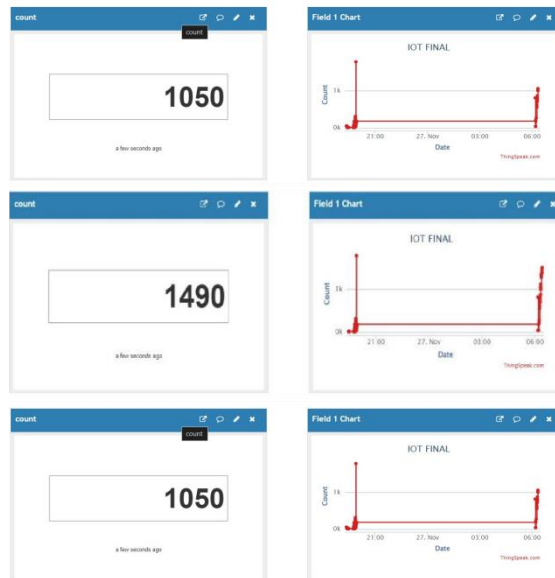 count
count
1050
a few seconds ago
Field 1 Chart
IOT FINAL
Count
1k
0k
21:00
27. Nov
03:00
06:00
Date
ThingSpeak.com
count
1490
a few seconds ago
Field 1 Chart
IOT FINAL
Count
1k
0k
21:00
27. Nov
03:00
06:00
Date
ThingSpeak.com
count
count
1050
a few seconds ago
Field 1 Chart
IOT FINAL
Count
1k
0k
21:00
27. Nov
03:00
06:00
Date
ThingSpeak.com